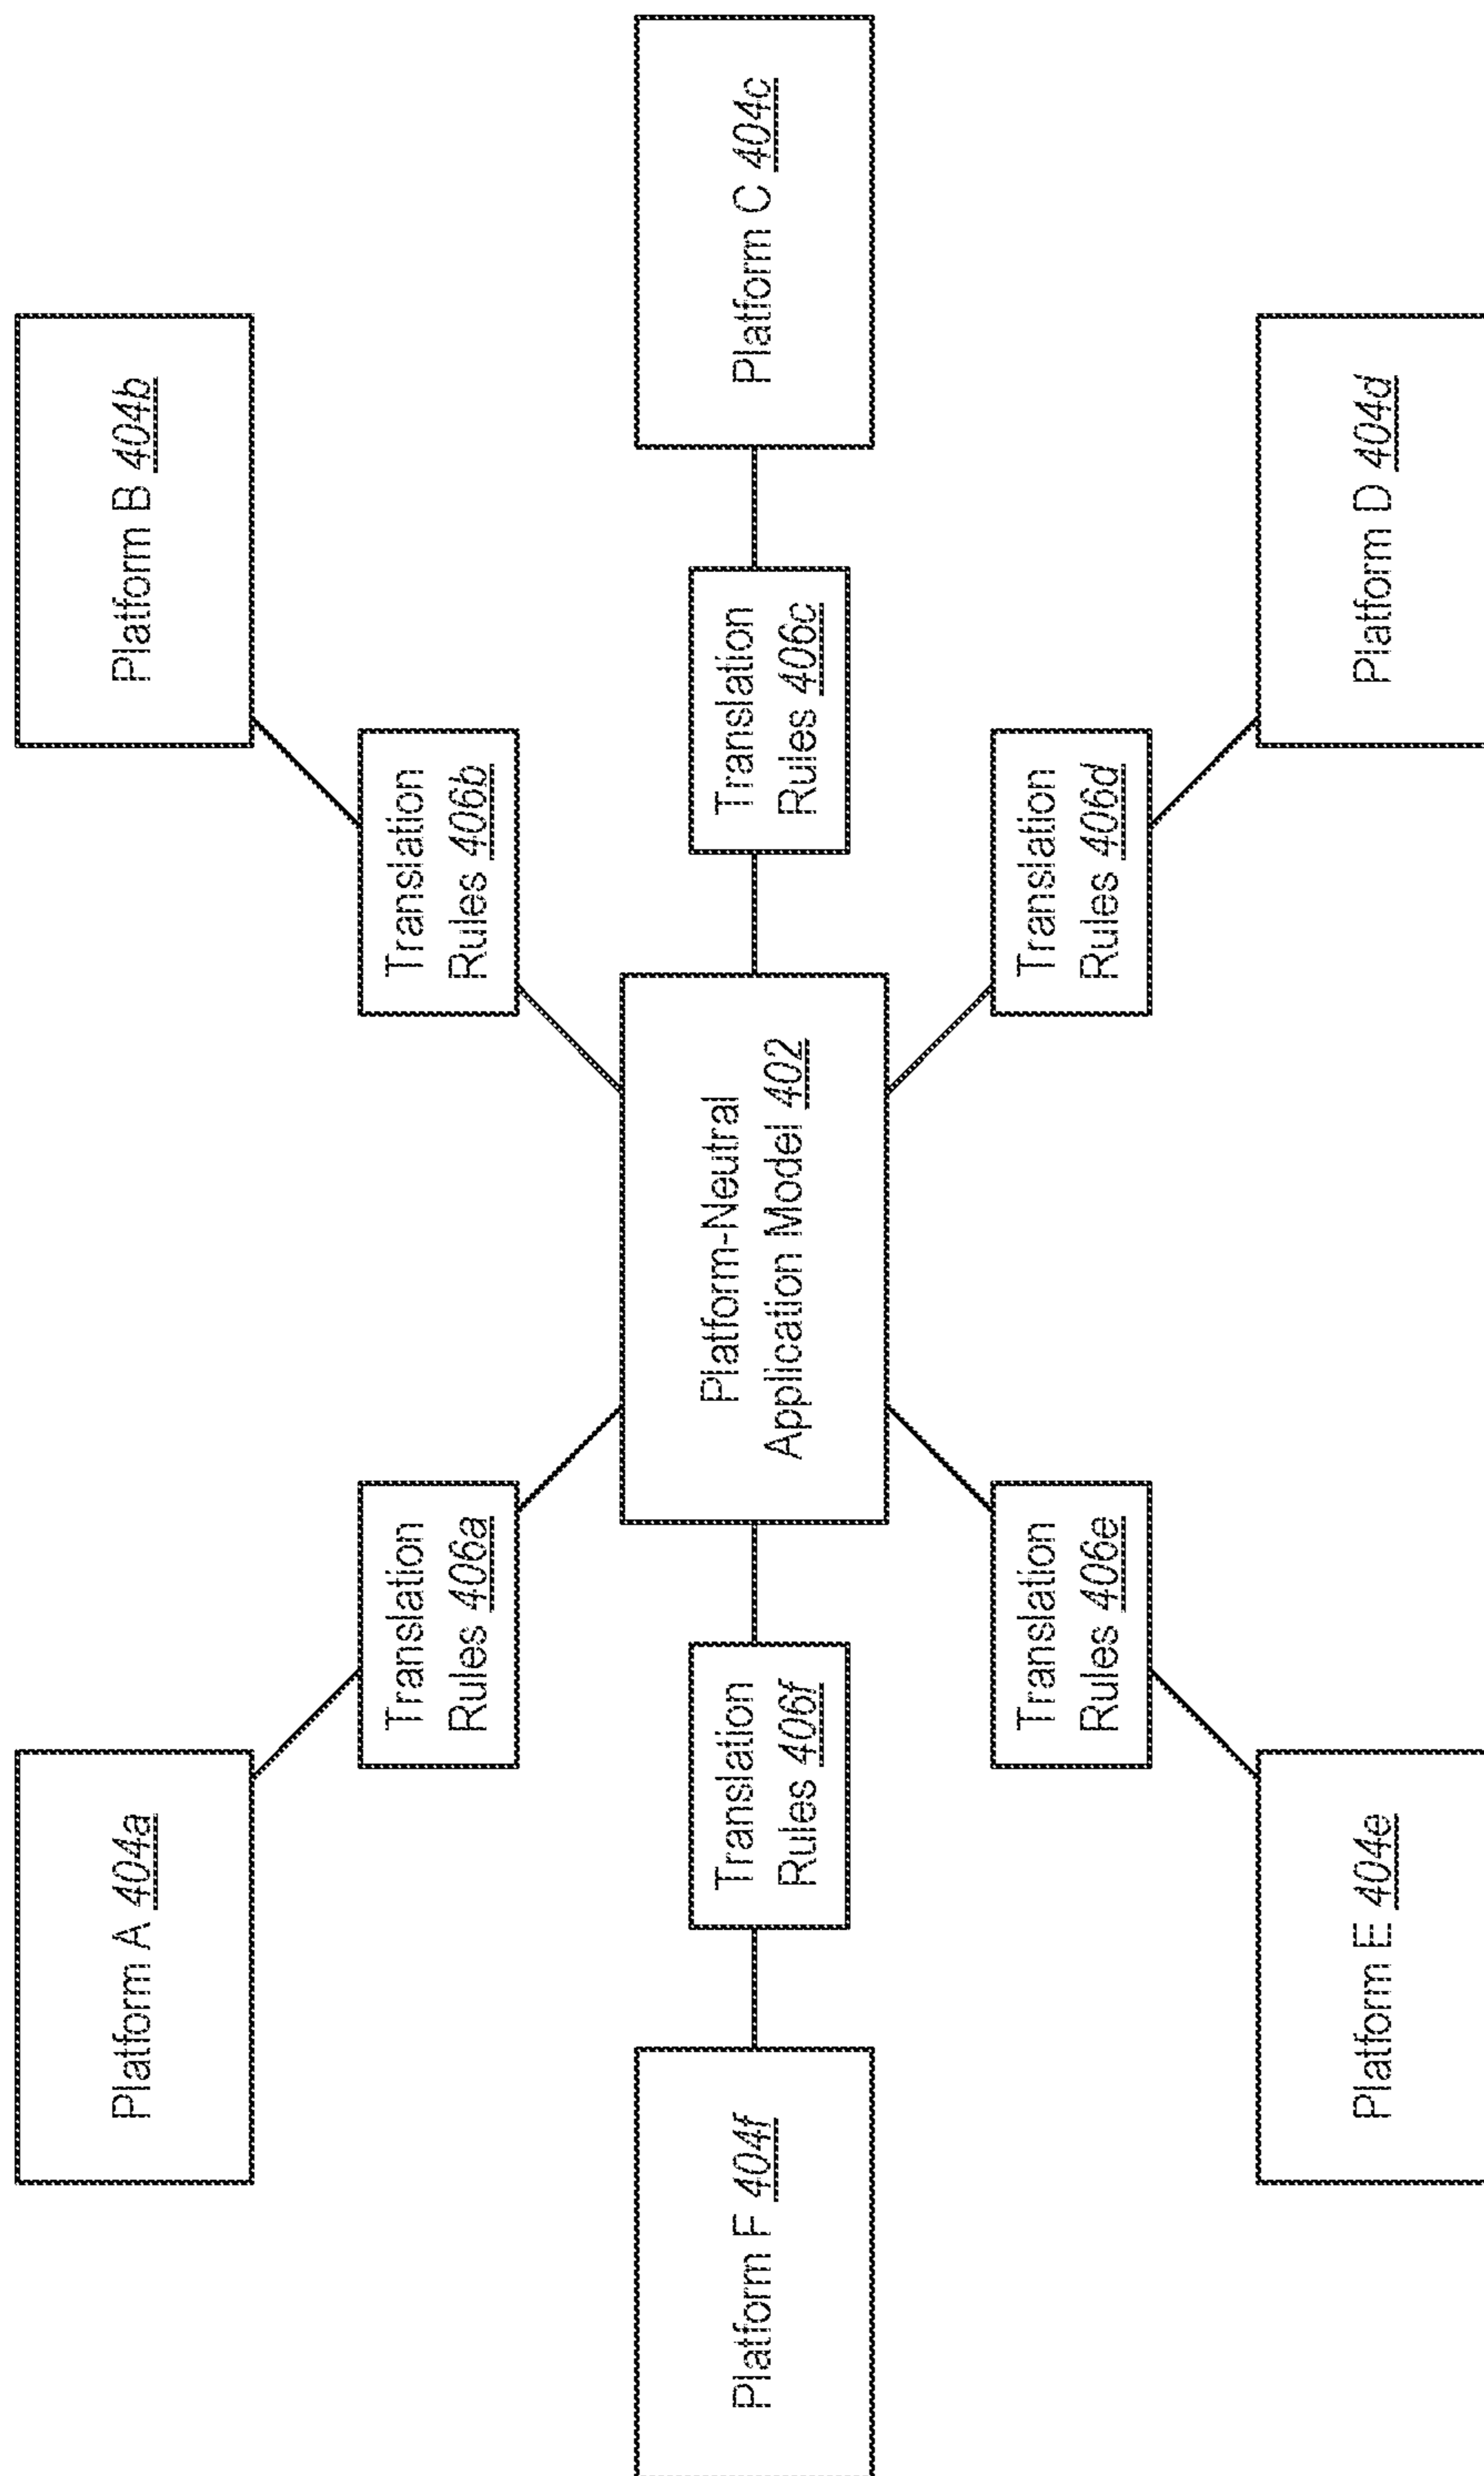 Platform A 404a
Platform B 404b
Translation
Rules 406a
Translation
Rules 406b
Platform F 404f
Translation
Rules 406f
Platform-Neutral
Application Model 402
Translation
Rules 406c
Platform C 404c
Translation
Rules 406e
Translation
Rules 406d
Platform E 404e
Platform D 404d